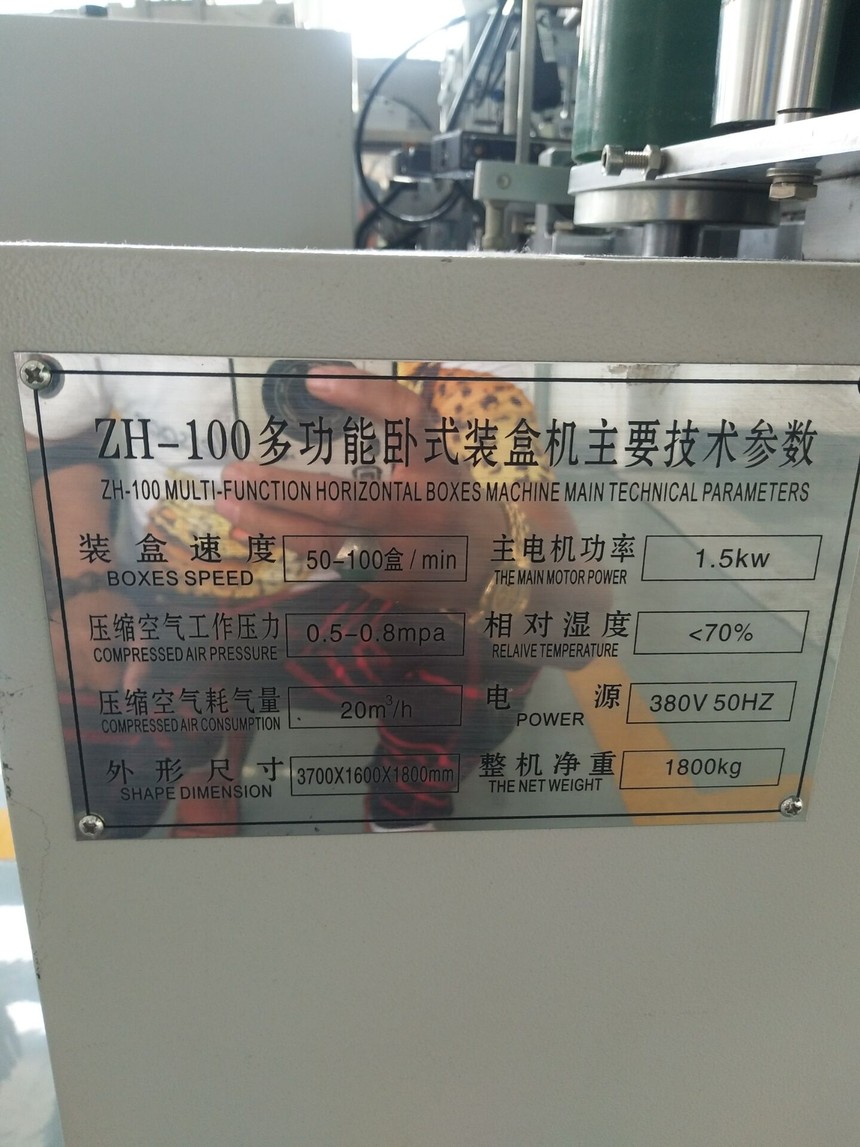 ZH-100多功能卧式装盒机主要技术参数
ZH-100 MULTI-FUNCTION HORIZONTAL BOXES MACHINE MAIN TECHNICAL PARAMETERS
装盒速度 50-100盒/min 主电机功率 1.5kw
BOXES SPEED THE MAIN MOTOR POWER
压缩空气工作压力 0.5-0.8mpa 相对湿度 <70%
COMPRESSED AIR PRESSURE RELAIVE TEMPERATURE
压缩空气耗气量 20m³/h 电源 380V 50HZ
COMPRESSED AIR CONSUMPTION POWER
外形尺寸 3700X1600X1800mm 整机净重 1800kg
SHAPE DIMENSION THE NET WEIGHT